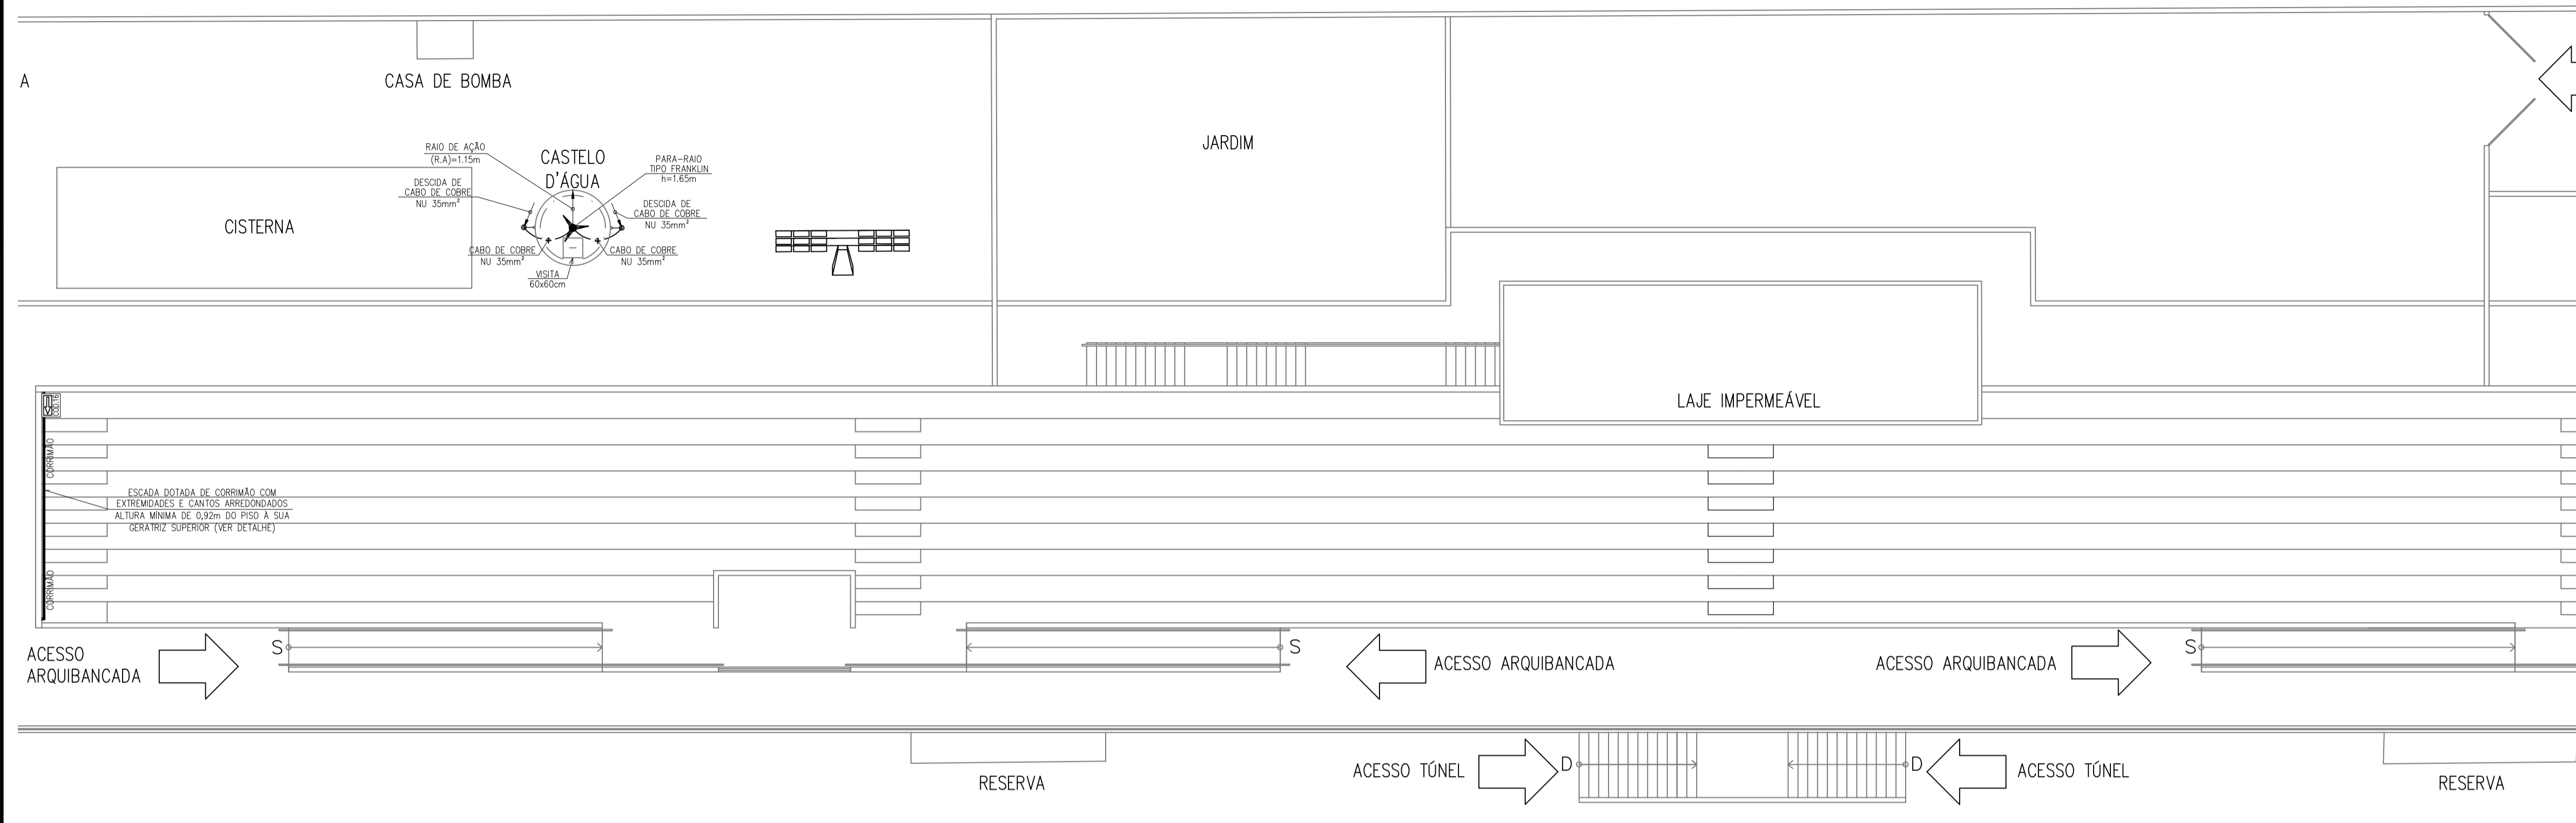 A
CASA DE BOMBA
JARDIM
RAIO DE AÇÃO
(R.A)=1.15m
CASTELO
D'ÁGUA
PARA-RAIO
TIPO FRANKLIN
h=1.65m
DESCIDA DE
CABO DE COBRE
NU 35mm²
DESCIDA DE
CABO DE COBRE
NU 35mm²
CISTERNA
CABO DE COBRE
NU 35mm²
CABO DE COBRE
NU 35mm²
VISITA
60x60cm
LAJE IMPERMEÁVEL
COD.16
CORRIMÃO
ESCADA DOTADA DE CORRIMÃO COM
EXTREMIDADES E CANTOS ARREDONDADOS
ALTURA MÍNIMA DE 0,92m DO PISO À SUA
GERATRIZ SUPERIOR (VER DETALHE)
CORRIMÃO
ACESSO
ARQUIBANCADA
S
S
ACESSO ARQUIBANCADA
ACESSO ARQUIBANCADA
S
RESERVA
ACESSO TÚNEL
D
D
ACESSO TÚNEL
RESERVA